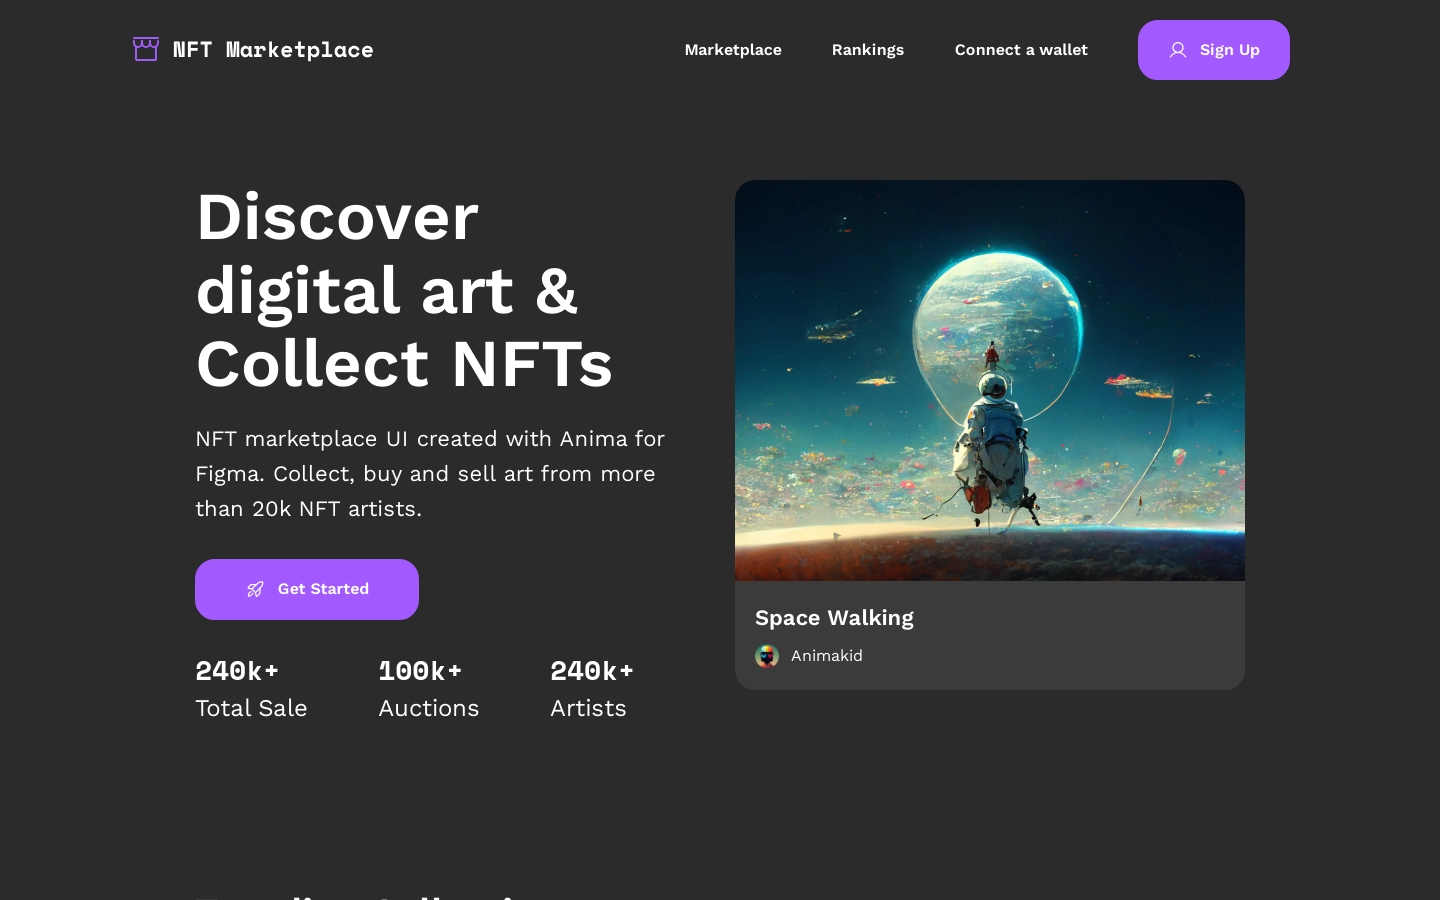 NFT Marketplace
Marketplace
Rankings
Connect a wallet
Sign Up
Discover
digital art &
Collect NFTs
NFT marketplace UI created with Anima for
Figma. Collect, buy and sell art from more
than 20k NFT artists.
Get Started
240k+
Total Sale
100k+
Auctions
240k+
Artists
Space Walking
Animakid